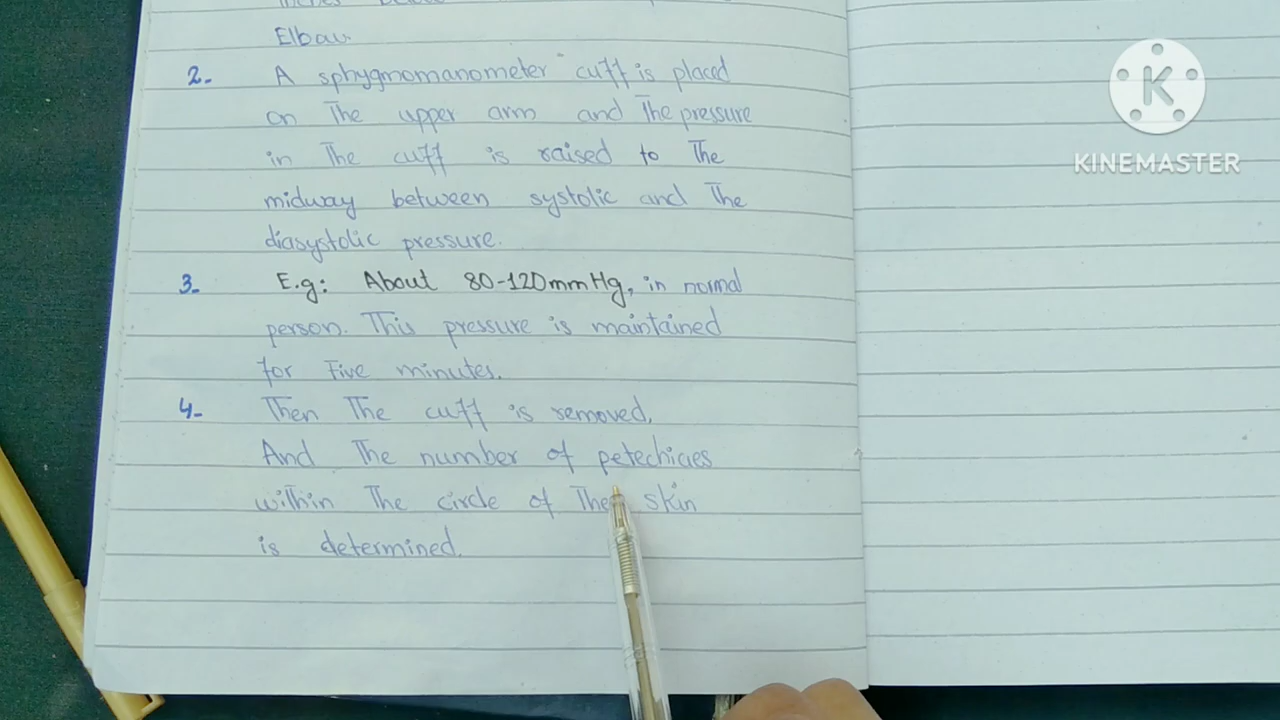 Elbow.
2. A sphygmomanometer cuff is placed
on The upper arm and The pressure
in The cuff is raised to The
midway between systolic and The
diasystolic pressure.
3. E.g: About 80-120mmHg, in normal
person. This pressure is maintained
for Five minutes.
4. Then The cuff is removed,
And The number of petechiaes
within The circle of The skin
is determined.
K
KINEMASTER